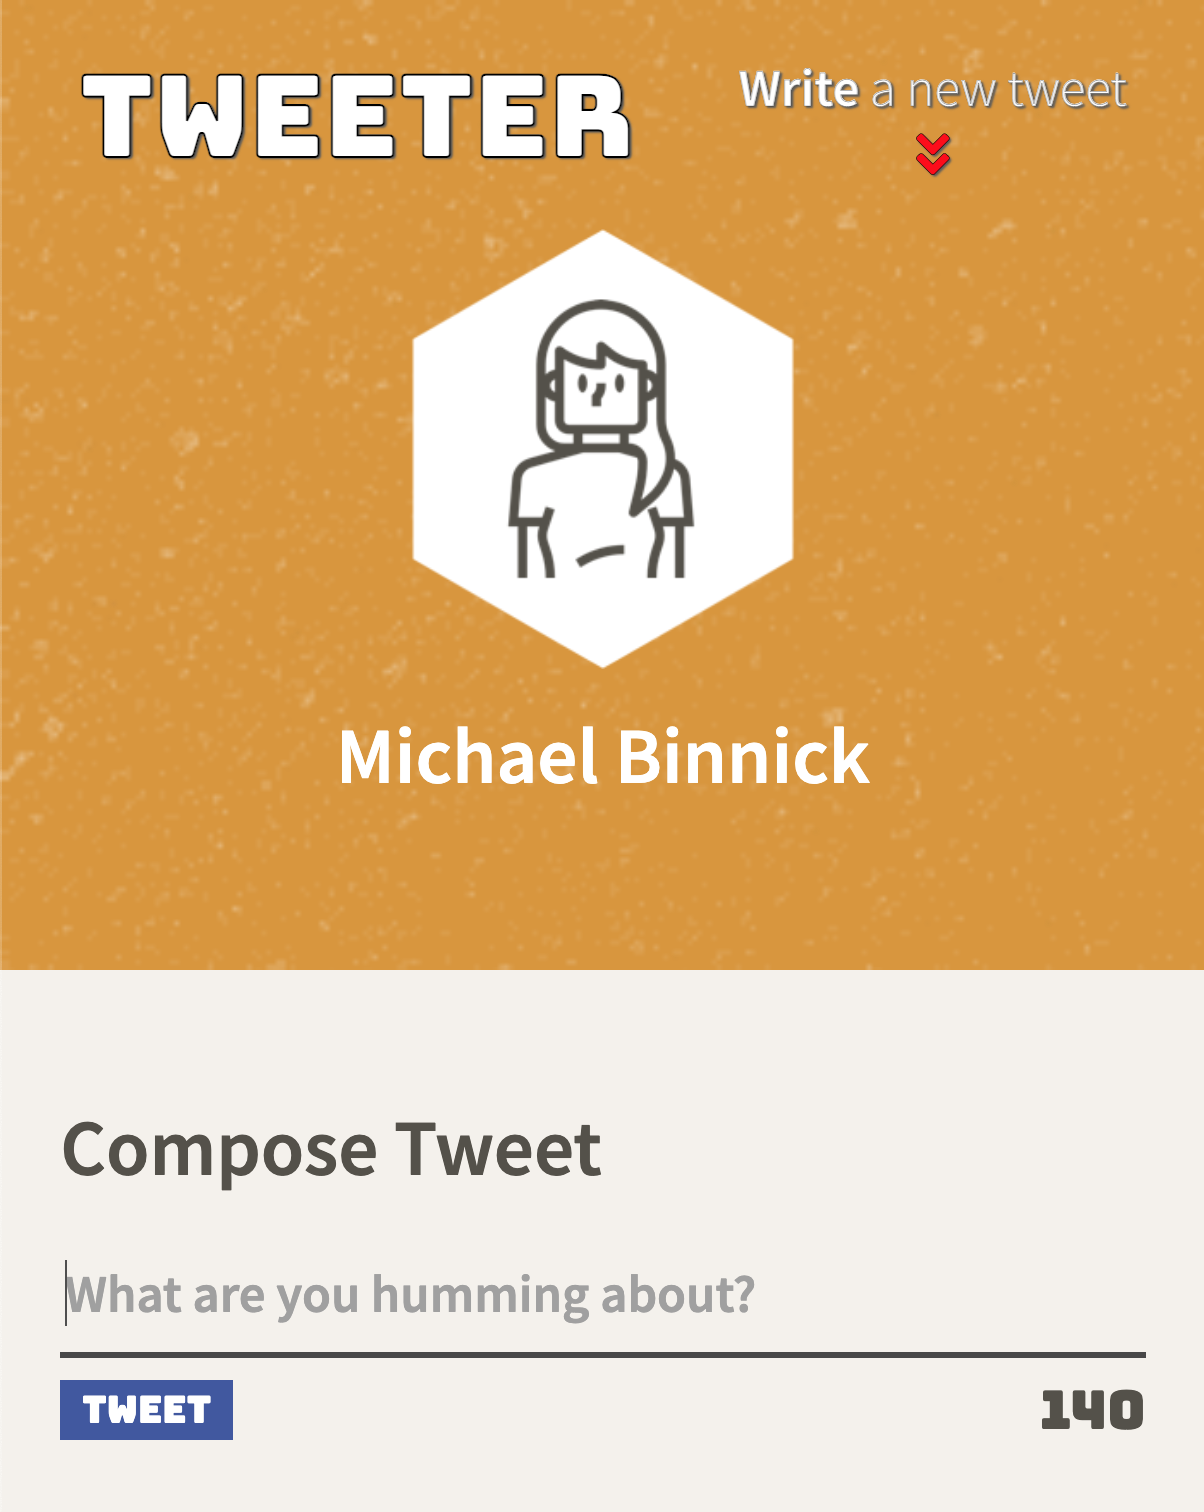 TWEETER
Write a new tweet
Michael Binnick
Compose Tweet
What are you humming about?
TWEET
140